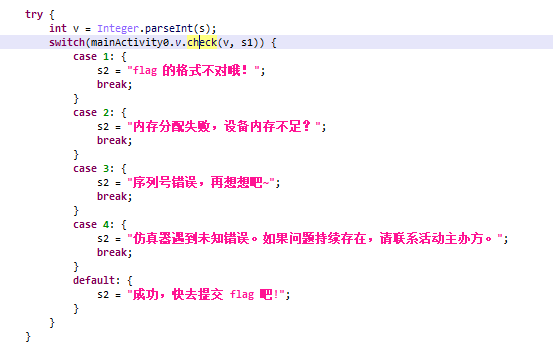 try {
int v = Integer.parseInt(s);
switch(mainActivity0.v.check(v, s1)) {
case 1: {
s2 = "flag 的格式不对哦！";
break;
}
case 2: {
s2 = "内存分配失败，设备内存不足？";
break;
}
case 3: {
s2 = "序列号错误，再想想吧~";
break;
}
case 4: {
s2 = "仿真器遇到未知错误。如果问题持续存在，请联系活动主办方。";
break;
}
default: {
s2 = "成功，快去提交 flag 吧!";
}
}
}